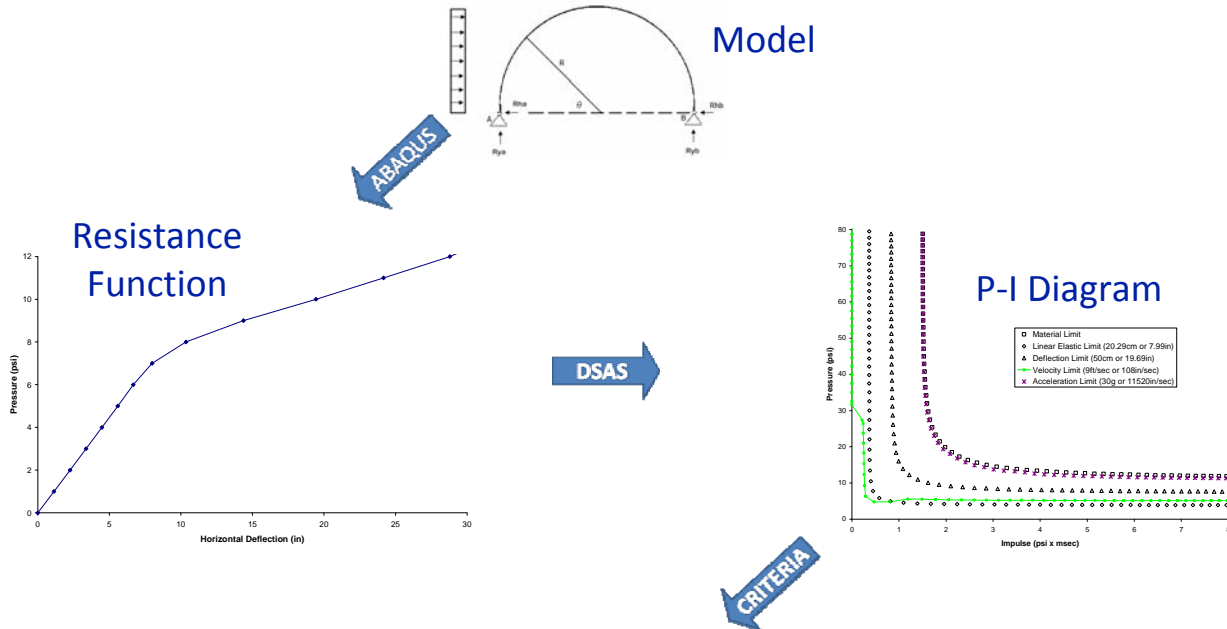 Model
R
Rha
θ
Rhb
A
B
Rya
Ryb
ABAQUS
Resistance
Function
12
10
8
6
4
2
0
Pressure (psi)
0 5 10 15 20 25 30
Horizontal Deflection (in)
DSAS
P-I Diagram
80
70
60
50
40
30
20
10
0
Pressure (psi)
Material Limit
Linear Elastic Limit (20.29cm or 7.99in)
Deflection Limit (50cm or 19.69in)
Velocity Limit (9ft/sec or 108in/sec)
Acceleration Limit (30g or 11520in/sec)
0 1 2 3 4 5 6 7
Impulse (psi x msec)
CRITERIA